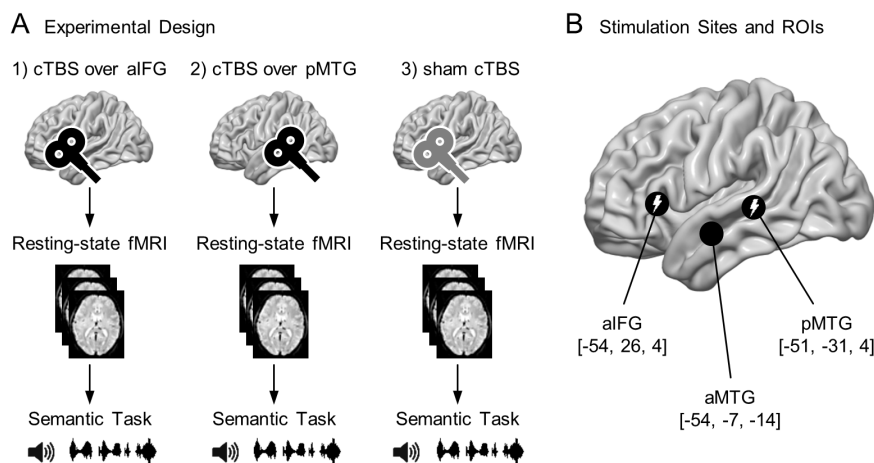 A Experimental Design
1) cTBS over aIFG
2) cTBS over pMTG
3) sham cTBS
Resting-state fMRI
Resting-state fMRI
Resting-state fMRI
Semantic Task
Semantic Task
Semantic Task
B Stimulation Sites and ROIs
aIFG
[-54, 26, 4]
pMTG
[-51, -31, 4]
aMTG
[-54, -7, -14]